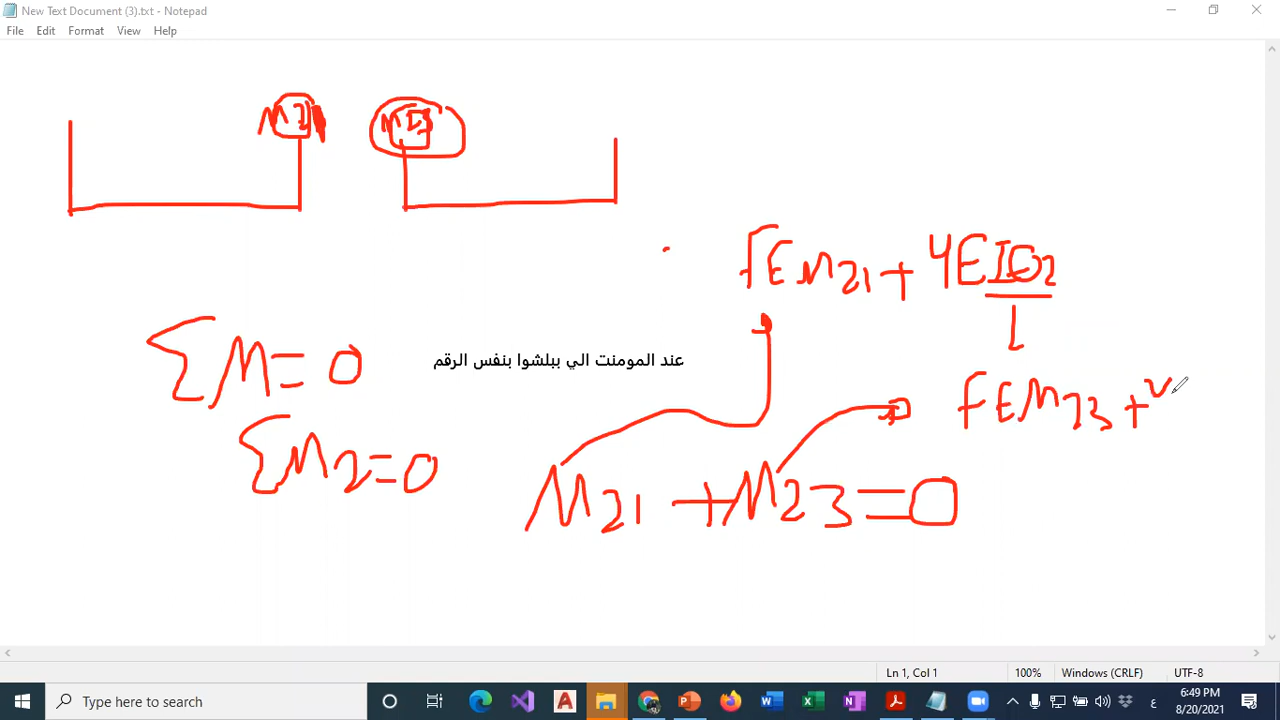 New Text Document (3).txt - Notepad
File Edit Format View Help
M21 M23
FEM21 + 4EIθ2
L
ΣM=0
عند المومنت الي ببلشوا بنفس الرقم
FEM23 +
ΣM2=0
M21 + M23 = 0
Ln 1, Col 1 100% Windows (CRLF) UTF-8
Type here to search
ع
6:49 PM
8/20/2021